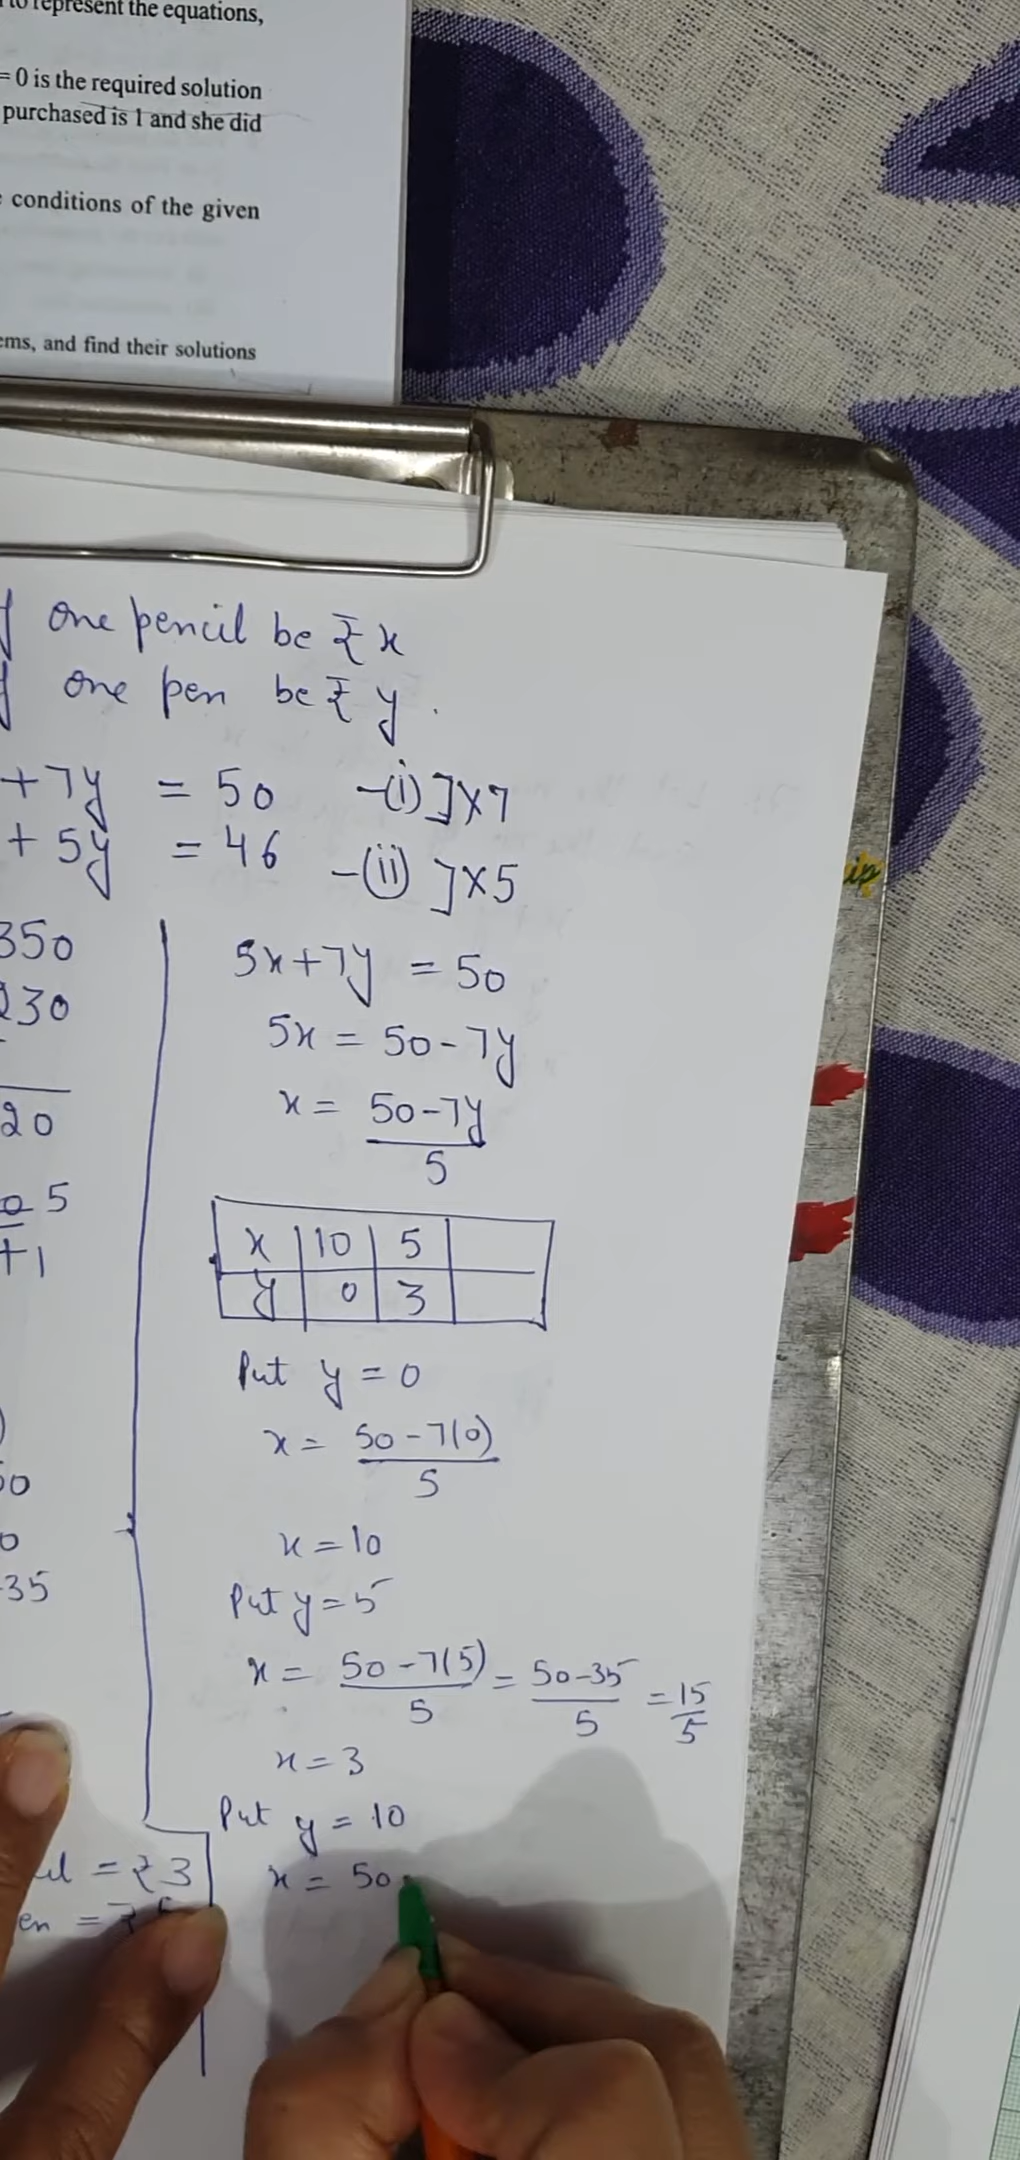 to represent the equations,
= 0 is the required solution
purchased is 1 and she did
conditions of the given
ems, and find their solutions
one pencil be ₹ x
one pen be ₹ y.
+7y = 50 -(i) ]×7
+ 5y = 46 -(ii) ]×5
350
230
20
5
+1
0
35
= ₹3
en = ₹
5x+7y = 50
5x = 50-7y
x = 50-7y
5
x 10 5
y 0 3
Put y = 0
x = 50-7(0)
5
x = 10
Put y = 5
x = 50-7(5) = 50-35 = 15
5 5 5
x = 3
Put y = 10
x = 50
ip